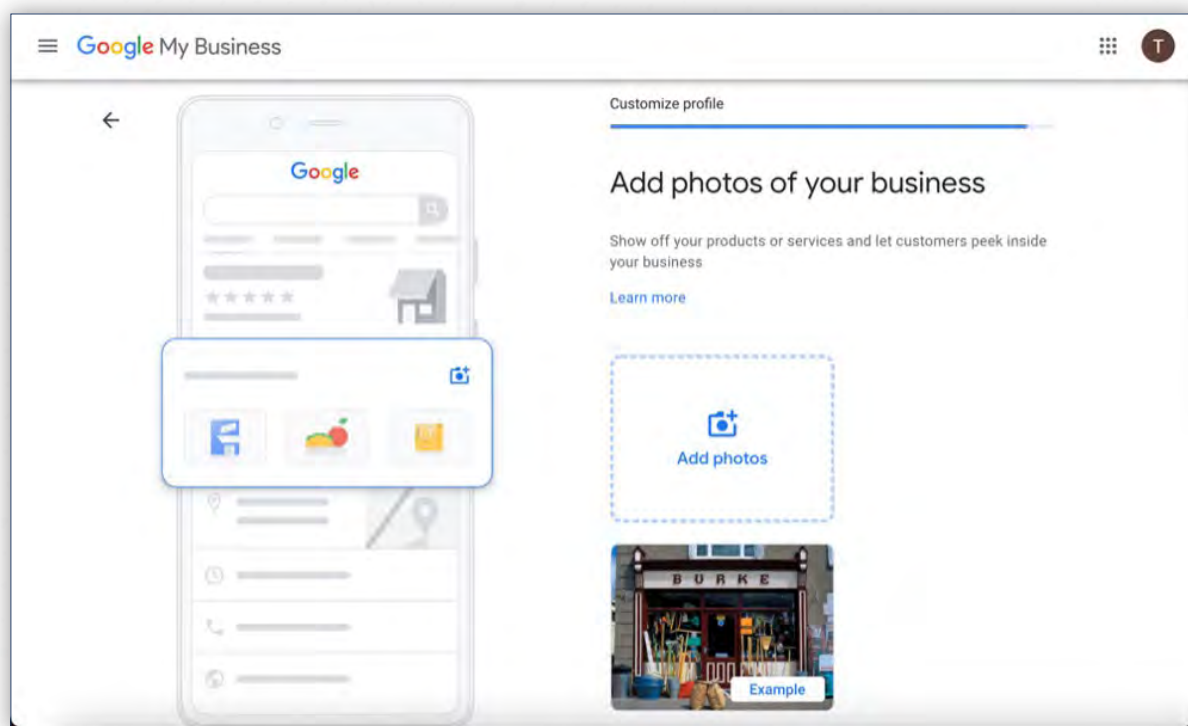 Google My Business
T
Customize profile
Google
Add photos of your business
Show off your products or services and let customers peek inside
your business
Learn more
Add photos
BURKE
Example